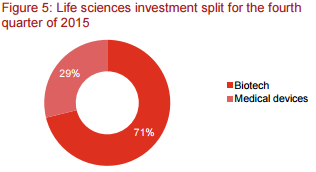 Figure 5: Life sciences investment split for the fourth
quarter of 2015
29%
71%
Biotech
Medical devices